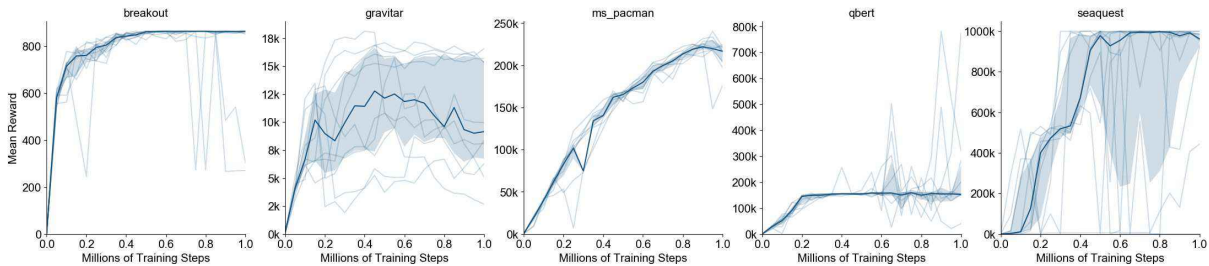 breakout gravitar ms_pacman qbert seaquest
Mean Reward
800
600
400
200
0
0.0 0.2 0.4 0.6 0.8 1.0
Millions of Training Steps
18k
15k
12k
10k
8k
5k
2k
0k
0.0 0.2 0.4 0.6 0.8 1.0
Millions of Training Steps
250k
200k
150k
100k
50k
0k
0.0 0.2 0.4 0.6 0.8 1.0
Millions of Training Steps
800k
700k
600k
500k
400k
300k
200k
100k
0k
0.0 0.2 0.4 0.6 0.8 1.0
Millions of Training Steps
1000k
800k
600k
400k
200k
0k
0.0 0.2 0.4 0.6 0.8 1.0
Millions of Training Steps